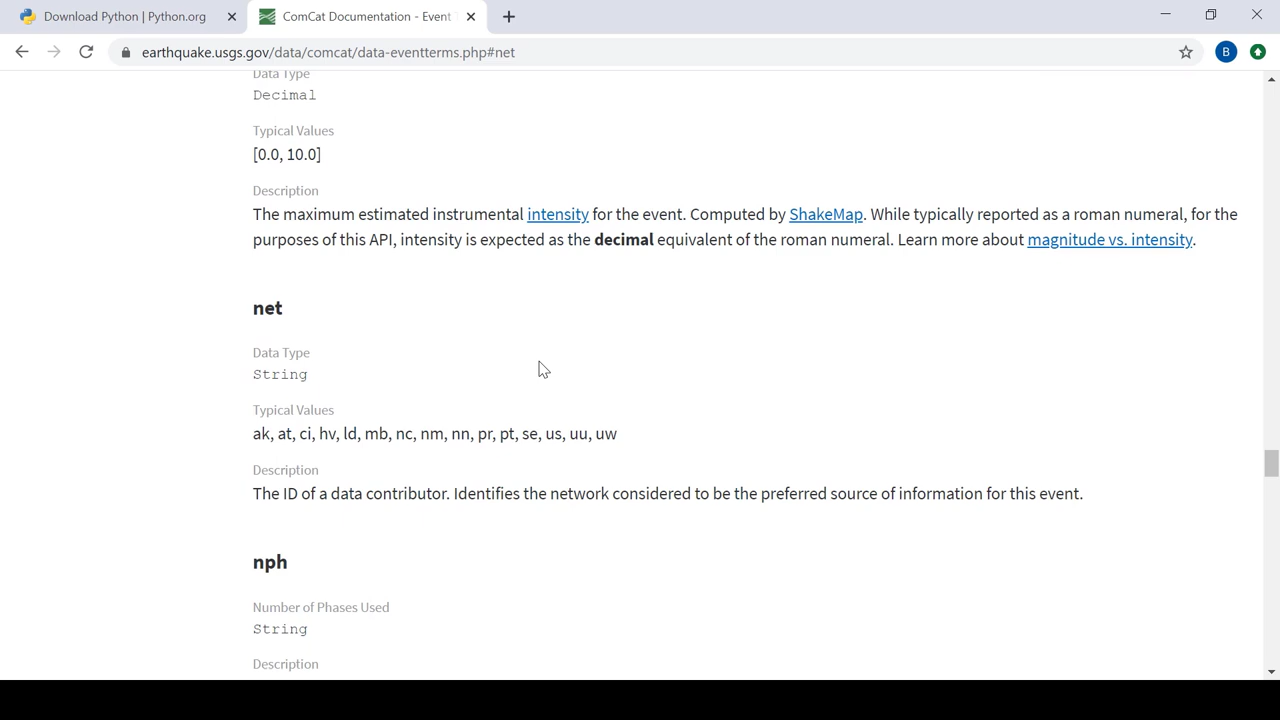 Download Python | Python.org
ComCat Documentation - Event
earthquake.usgs.gov/data/comcat/data-eventterms.php#net
B
Data Type
Decimal
Typical Values
[0.0, 10.0]
Description
The maximum estimated instrumental intensity for the event. Computed by ShakeMap. While typically reported as a roman numeral, for the
purposes of this API, intensity is expected as the decimal equivalent of the roman numeral. Learn more about magnitude vs. intensity.
net
Data Type
String
Typical Values
ak, at, ci, hv, ld, mb, nc, nm, nn, pr, pt, se, us, uu, uw
Description
The ID of a data contributor. Identifies the network considered to be the preferred source of information for this event.
nph
Number of Phases Used
String
Description